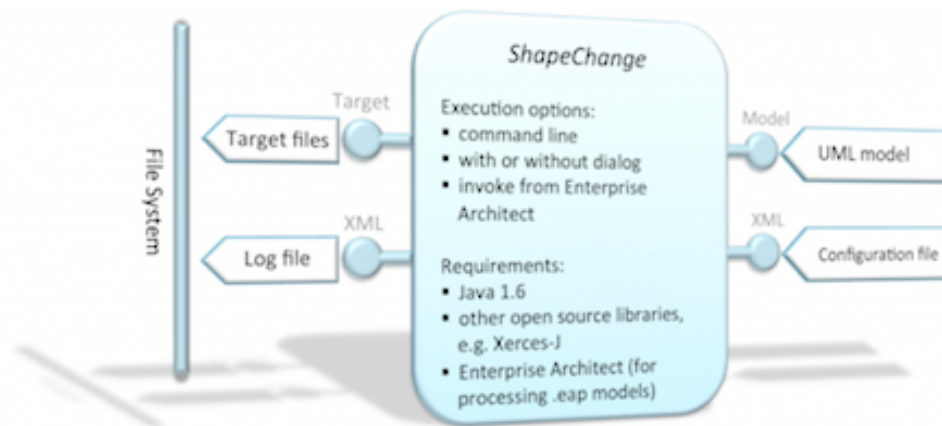 ShapeChange
Execution options:
▪ command line
▪ with or without dialog
▪ invoke from Enterprise
Architect
Requirements:
▪ Java 1.6
▪ other open source libraries,
e.g. Xerces-J
▪ Enterprise Architect (for
processing .eap models)
File System
Target
Target files
XML
Log file
Model
UML model
XML
Configuration file